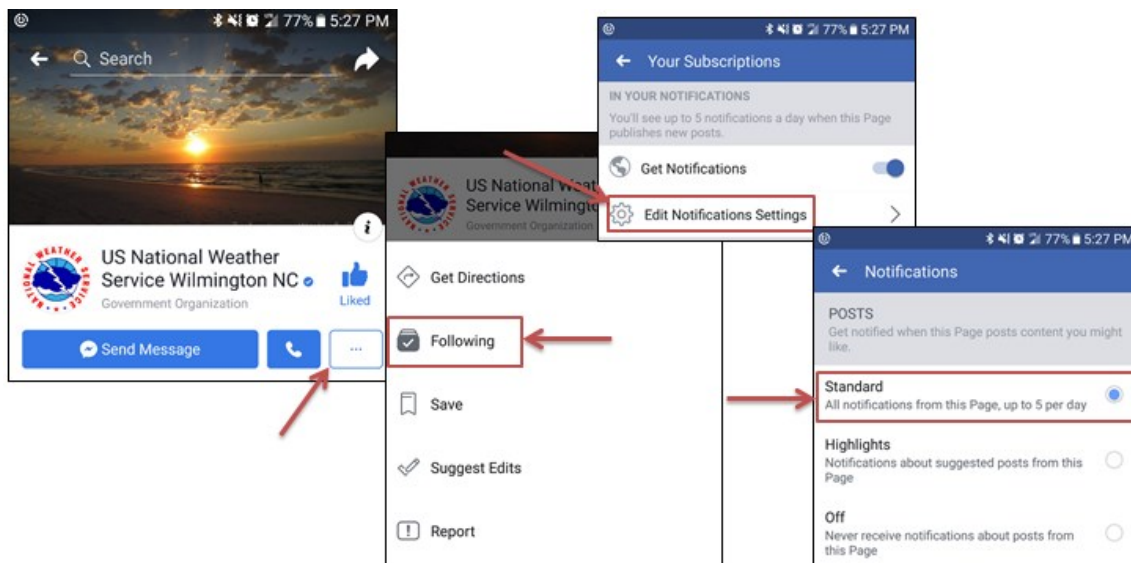 77% 5:27 PM
Search
US National Weather
Service Wilmington NC
Government Organization
Liked
Send Message
...
NATIONAL WEATHER SERVICE
US National Weat
Service Wilmingt
Government Organization
Get Directions
Following
Save
Suggest Edits
Report
77% 5:27 PM
Your Subscriptions
IN YOUR NOTIFICATIONS
You'll see up to 5 notifications a day when this Page
publishes new posts.
Get Notifications
Edit Notifications Settings
77% 5:27 PM
Notifications
POSTS
Get notified when this Page posts content you might
like.
Standard
All notifications from this Page, up to 5 per day
Highlights
Notifications about suggested posts from this
Page
Off
Never receive notifications about posts from
this Page